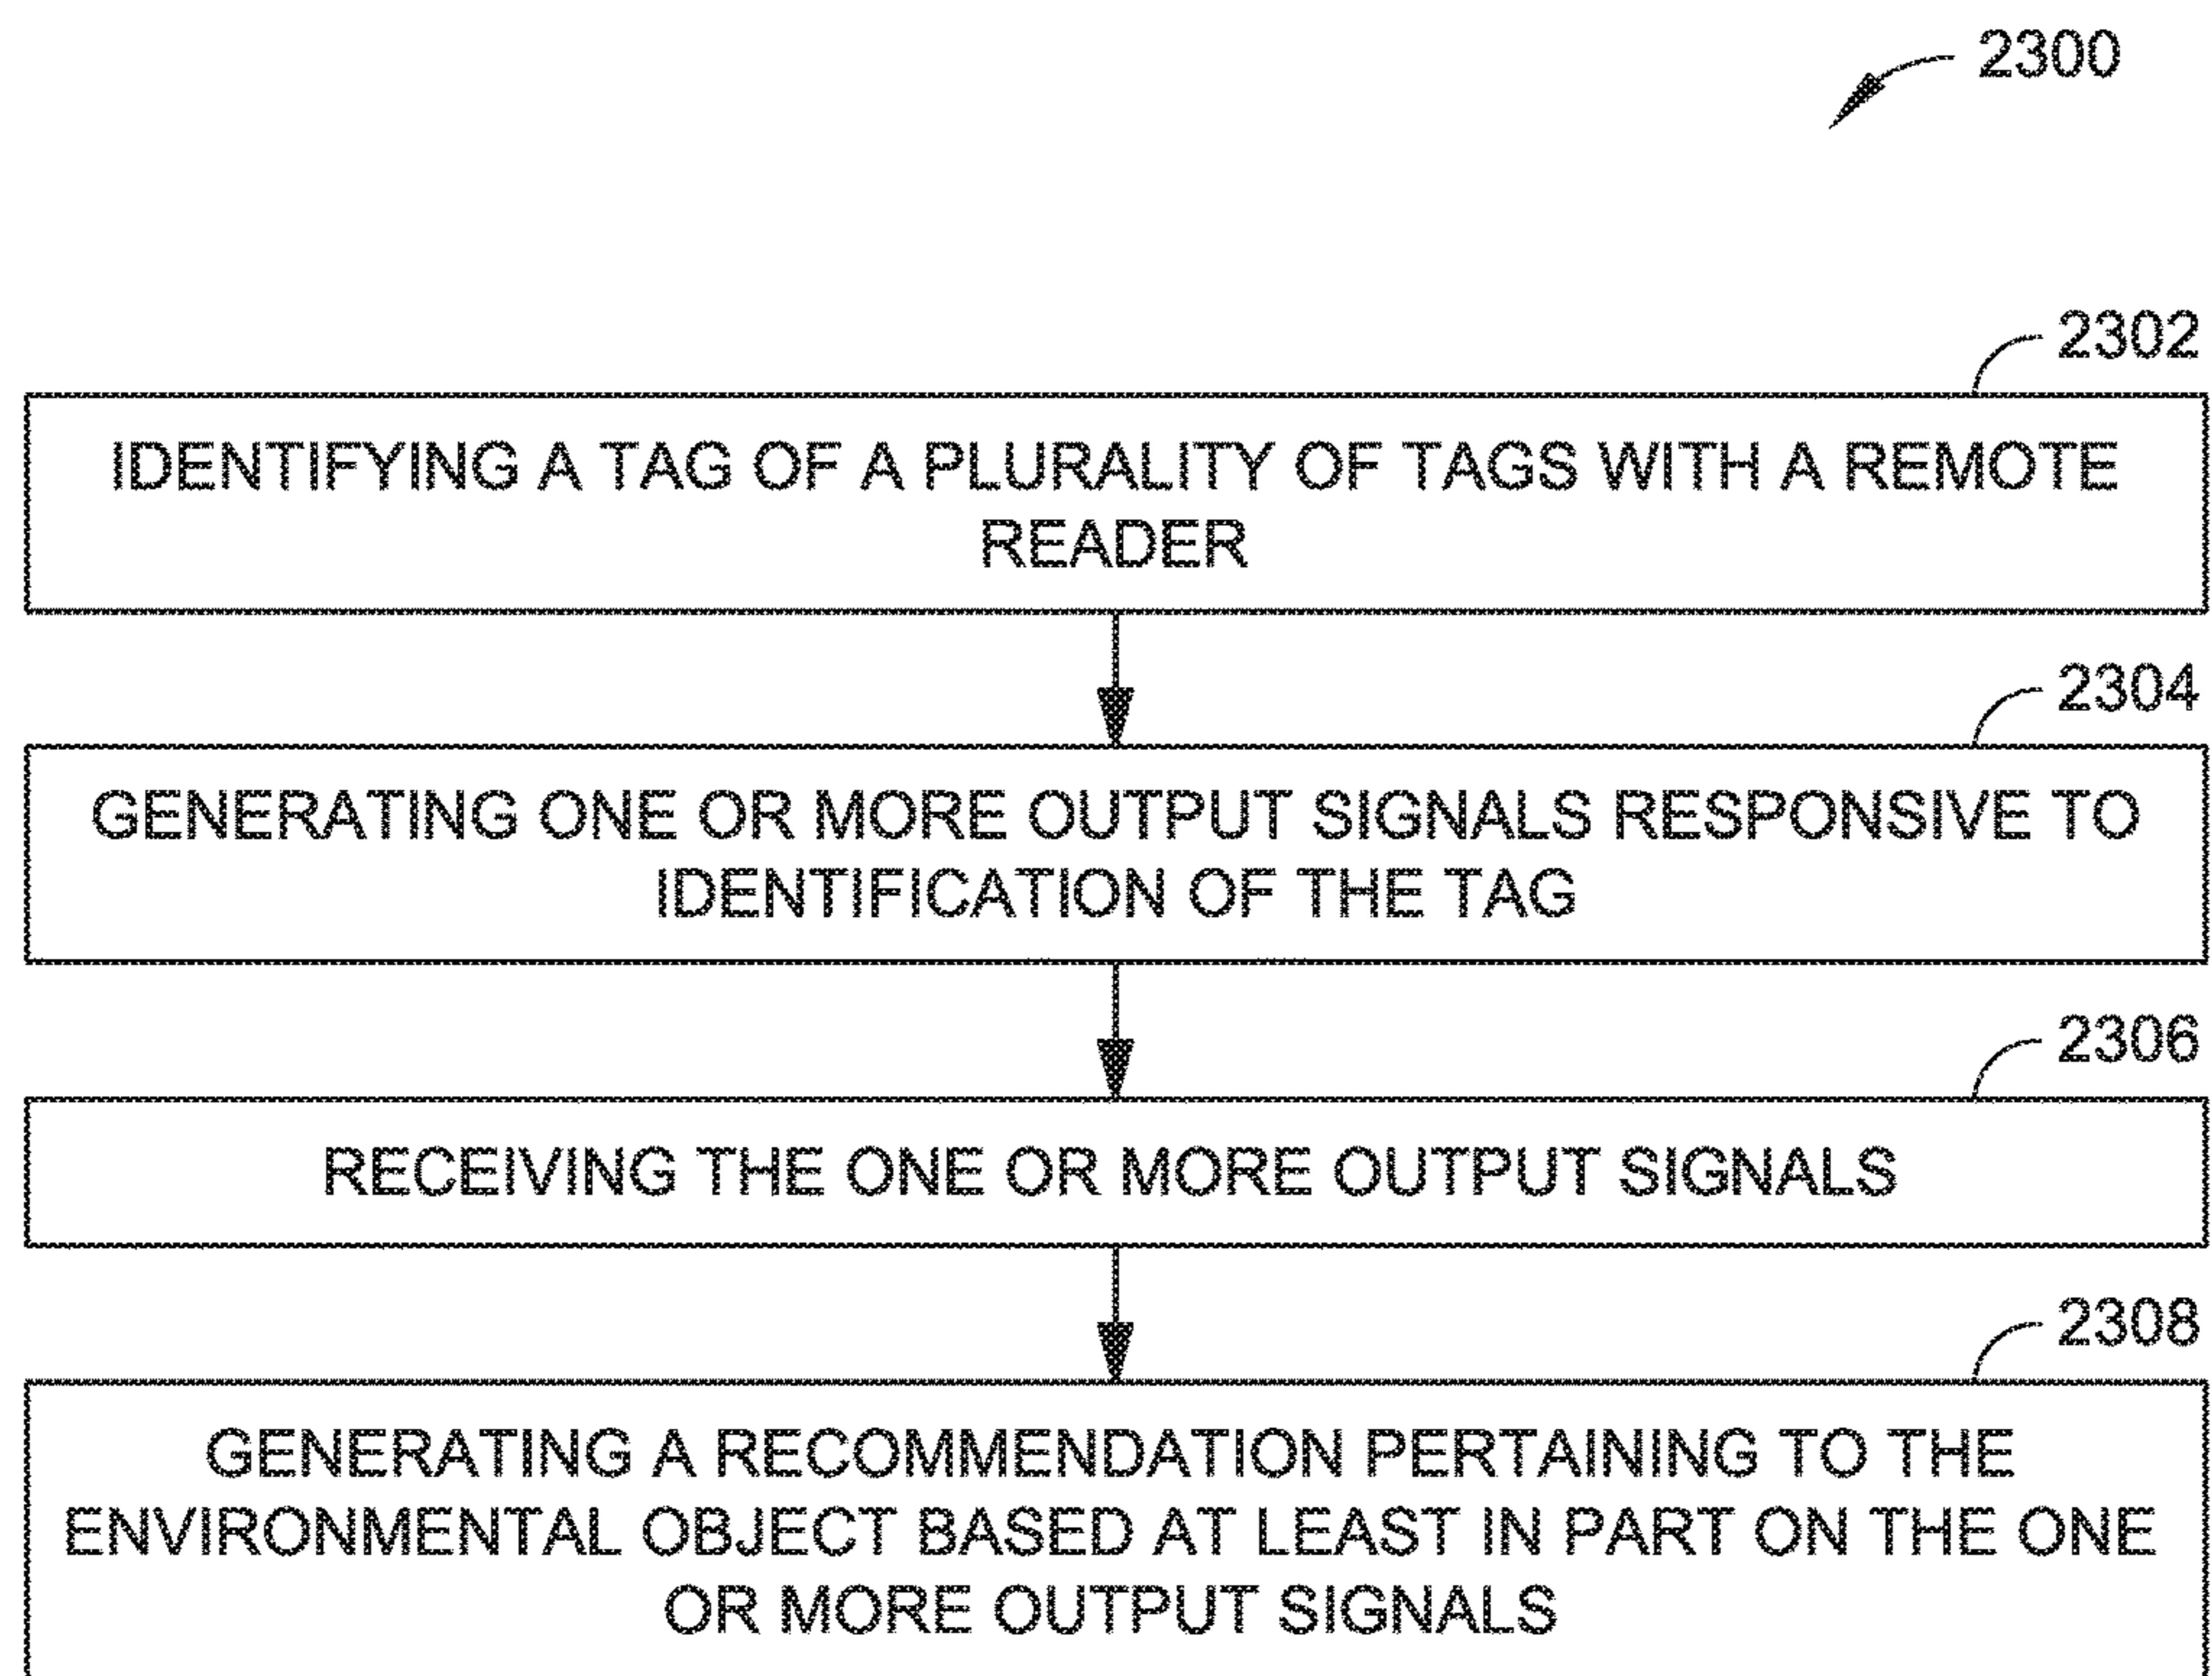 2300
2302
IDENTIFYING A TAG OF A PLURALITY OF TAGS WITH A REMOTE
READER
2304
GENERATING ONE OR MORE OUTPUT SIGNALS RESPONSIVE TO
IDENTIFICATION OF THE TAG
2306
RECEIVING THE ONE OR MORE OUTPUT SIGNALS
2308
GENERATING A RECOMMENDATION PERTAINING TO THE
ENVIRONMENTAL OBJECT BASED AT LEAST IN PART ON THE ONE
OR MORE OUTPUT SIGNALS